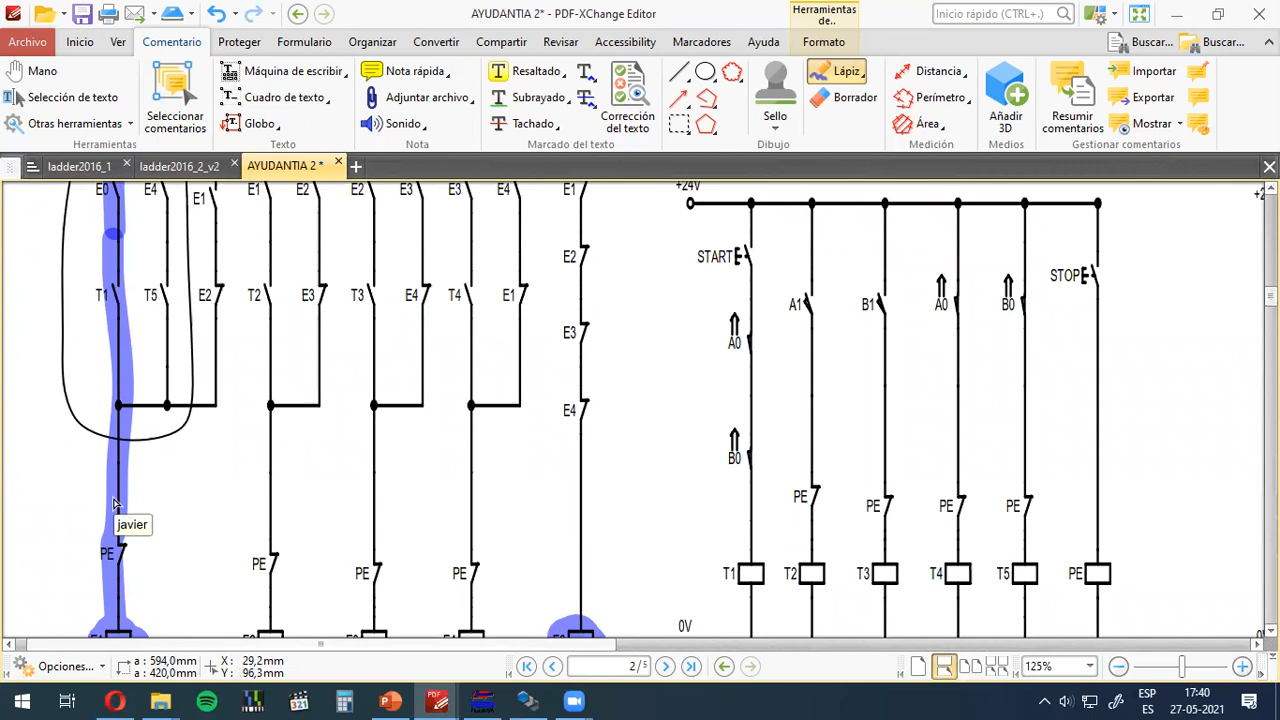 AYUDANTIA 2 * - PDF-XChange Editor
Herramientas de..
Inicio rápido (CTRL+.)
Archivo Inicio Ver Comentario Proteger Formulario Organizar Convertir Compartir Revisar Accessibility Marcadores Ayuda Formato Buscar... Buscar...
Mano
Selección de texto
Otras herramientas
Herramientas
Seleccionar comentarios
Máquina de escribir
Cuadro de texto
Globo
Texto
Nota rápida
Adjuntar archivo
Sonido
Nota
Resaltado
Subrayado
Tachado
Corrección del texto
Marcado del texto
Sello
Lápiz
Borrador
Dibujo
Distancia
Perímetro
Área
Medición
Añadir 3D
Medios
Resumir comentarios
Importar
Exportar
Mostrar
Gestionar comentarios
ladder2016_1 ladder2016_2_v2 AYUDANTIA 2 *
+24V
E0 E4 E1 E1 E2 E2 E3 E3 E4 E1
START STOP
E2
T1 T5 E2 T2 E3 T3 E4 T4 E1
A1 B1 A0 B0
E3
A0
E4
B0
PE PE PE PE
javier
PE PE PE PE
T1 T2 T3 T4 T5 PE
0V
Opciones...
a : 594,0mm
a : 420,0mm
X : 29,2mm
Y : 96,3mm
2/5
125%
321
PDF
ESP
ES
17:40
27-05-2021